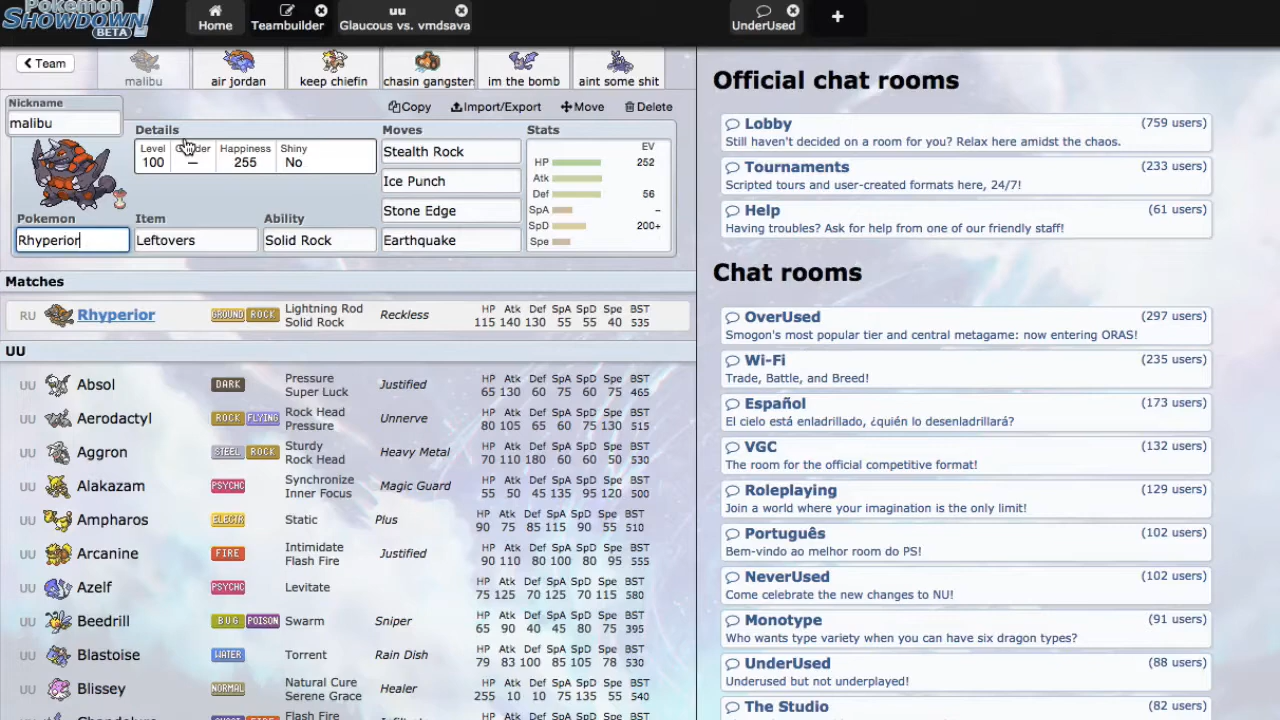 Pokemon
SHOWDOWN!
BETA
Home
Teambuilder
uu
Glaucous vs. vmdsava
UnderUsed
+
Team
malibu
air jordan
keep chiefin
chasin gangster
im the bomb
aint some shit
Nickname
malibu
Copy Import/Export Move Delete
Details
Level Happiness Shiny
100 – 255 No
Moves
Stealth Rock
Ice Punch
Stone Edge
Earthquake
Stats
EV
HP 252
Atk
Def 56
SpA –
SpD 200+
Spe
Pokemon Item Ability
Rhyperior Leftovers Solid Rock
Matches
RU Rhyperior GROUND ROCK Lightning Rod Solid Rock Reckless HP 115 Atk 140 Def 130 SpA 55 SpD 55 Spe 40 BST 535
UU
UU Absol DARK Pressure Super Luck Justified HP 65 Atk 130 Def 60 SpA 75 SpD 60 Spe 75 BST 465
UU Aerodactyl ROCK FLYING Rock Head Pressure Unnerve HP 80 Atk 105 Def 65 SpA 60 SpD 75 Spe 130 BST 515
UU Aggron STEEL ROCK Sturdy Rock Head Heavy Metal HP 70 Atk 110 Def 180 SpA 60 SpD 60 Spe 50 BST 530
UU Alakazam PSYCHC Synchronize Inner Focus Magic Guard HP 55 Atk 50 Def 45 SpA 135 SpD 95 Spe 120 BST 500
UU Ampharos ELECTR Static Plus HP 90 Atk 75 Def 85 SpA 115 SpD 90 Spe 55 BST 510
UU Arcanine FIRE Intimidate Flash Fire Justified HP 90 Atk 110 Def 80 SpA 100 SpD 80 Spe 95 BST 555
UU Azelf PSYCHC Levitate HP 75 Atk 125 Def 70 SpA 125 SpD 70 Spe 115 BST 580
UU Beedrill BUG POISON Swarm Sniper HP 65 Atk 90 Def 40 SpA 45 SpD 80 Spe 75 BST 395
UU Blastoise WATER Torrent Rain Dish HP 79 Atk 83 Def 100 SpA 85 SpD 105 Spe 78 BST 530
UU Blissey NORMAL Natural Cure Serene Grace Healer HP 255 Atk 10 Def 10 SpA 75 SpD 135 Spe 55 BST 540
Flash Fire
Official chat rooms
Lobby (759 users)
Still haven't decided on a room for you? Relax here amidst the chaos.
Tournaments (233 users)
Scripted tours and user-created formats here, 24/7!
Help (61 users)
Having troubles? Ask for help from one of our friendly staff!
Chat rooms
OverUsed (297 users)
Smogon's most popular tier and central metagame: now entering ORAS!
Wi-Fi (235 users)
Trade, Battle, and Breed!
Español (173 users)
El cielo está enladrillado, ¿quién lo desenladrillará?
VGC (132 users)
The room for the official competitive format!
Roleplaying (129 users)
Join a world where your imagination is the only limit!
Português (102 users)
Bem-vindo ao melhor room do PS!
NeverUsed (102 users)
Come celebrate the new changes to NU!
Monotype (91 users)
Who wants type variety when you can have six dragon types?
UnderUsed (88 users)
Underused but not underplayed!
The Studio (82 users)